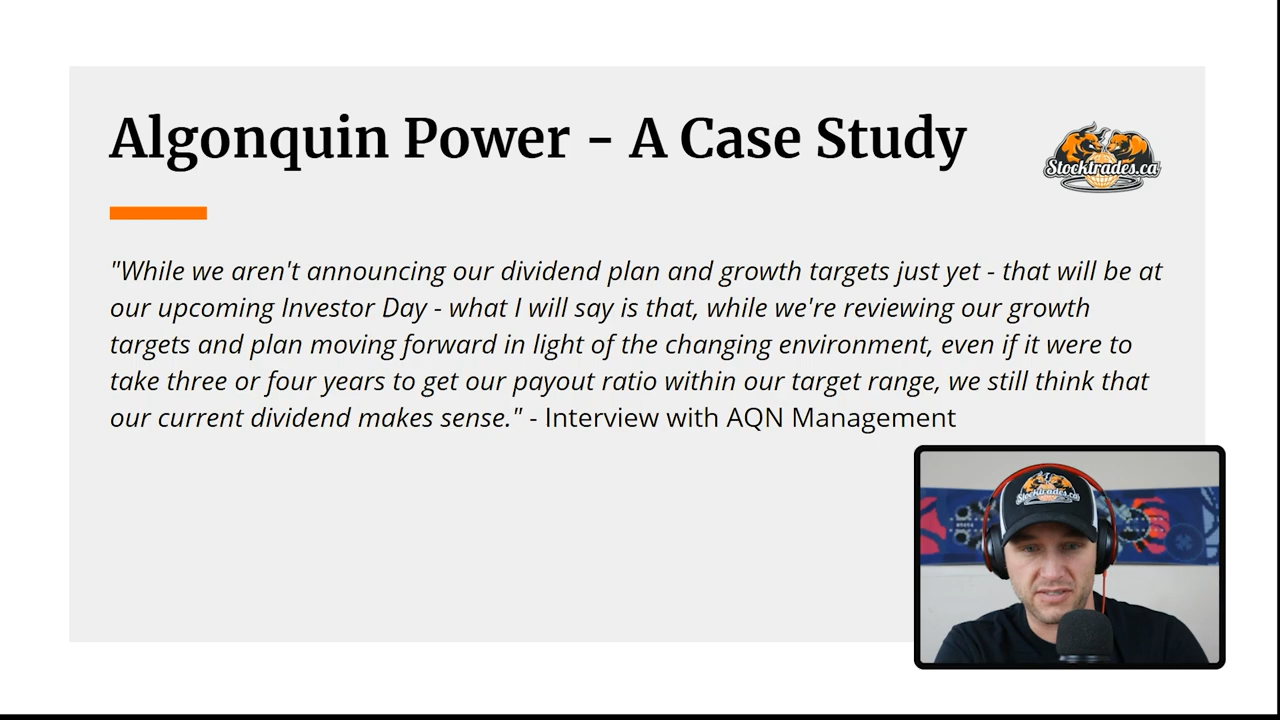 Algonquin Power - A Case Study
Stocktrades.ca
"While we aren't announcing our dividend plan and growth targets just yet - that will be at
our upcoming Investor Day - what I will say is that, while we're reviewing our growth
targets and plan moving forward in light of the changing environment, even if it were to
take three or four years to get our payout ratio within our target range, we still think that
our current dividend makes sense." - Interview with AQN Management
Stocktrades.ca